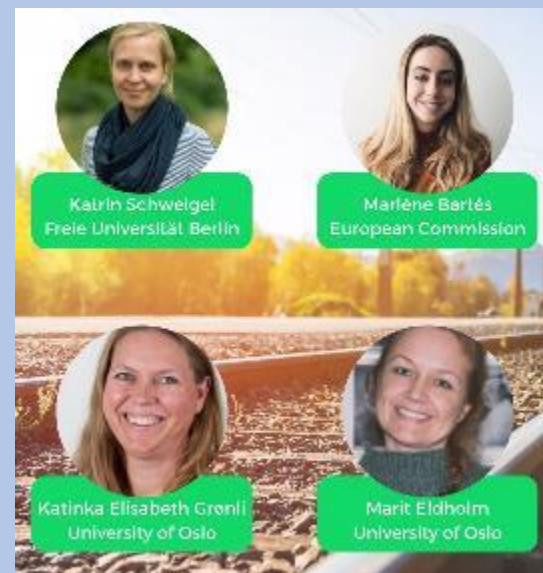 Katrin Schweigel
Freie Universität Berlin
Marlène Bartés
European Commission
Katinka Elisabeth Grønli
University of Oslo
Marit Eldholm
University of Oslo